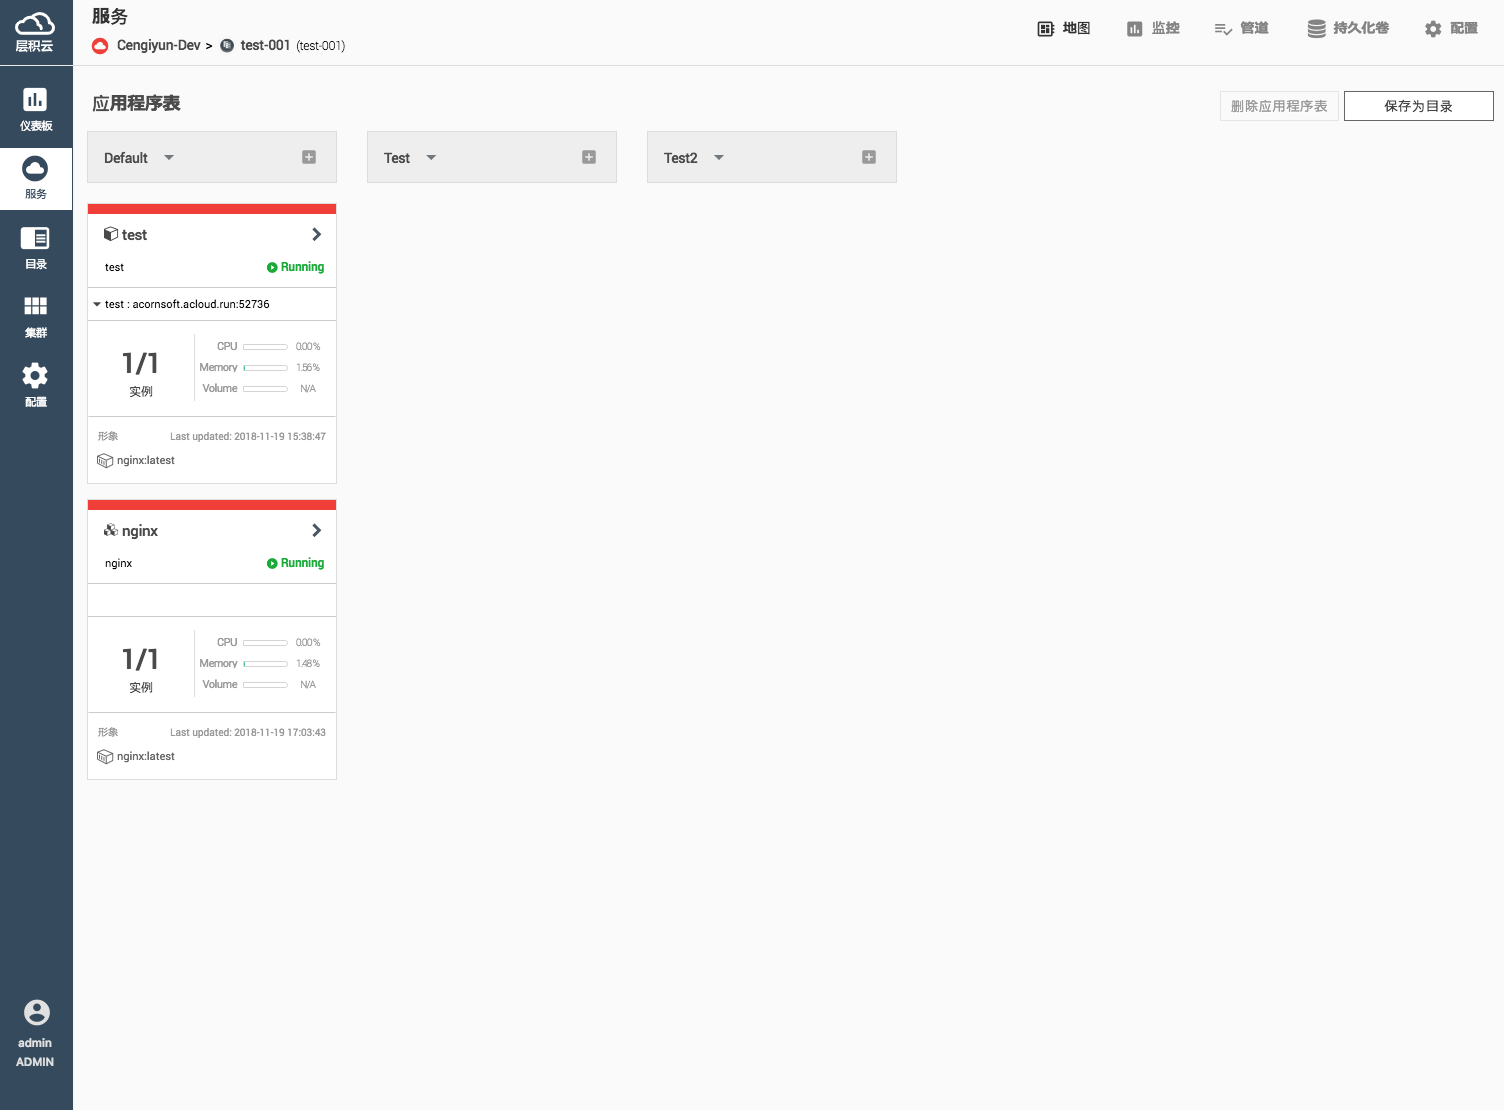 层积云
服务
Cengiyun-Dev > test-001 (test-001)
地图
监控
管道
持久化卷
配置
仪表板
服务
目录
集群
配置
admin
ADMIN
应用程序表
删除应用程序表
保存为目录
Default
Test
Test2
test
test
Running
test : acornsoft.acloud.run:52736
1/1
实例
CPU 0.00%
Memory 1.56%
Volume N/A
形象 Last updated: 2018-11-19 15:38:47
nginx:latest
nginx
nginx
Running
1/1
实例
CPU 0.00%
Memory 1.48%
Volume N/A
形象 Last updated: 2018-11-19 17:03:43
nginx:latest